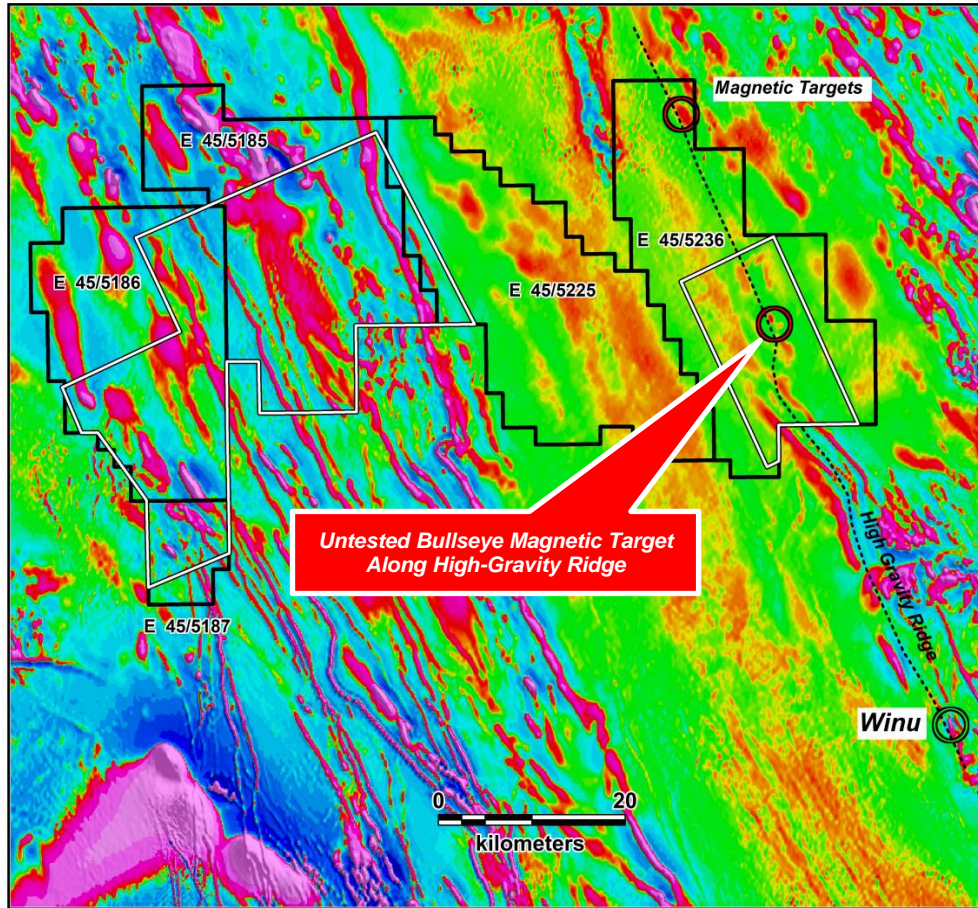 Magnetic Targets
E 45/5185
E 45/5236
E 45/5186
E 45/5225
Untested Bullseye Magnetic Target
Along High-Gravity Ridge
High Gravity Ridge
E 45/5187
Winu
0 20
kilometers